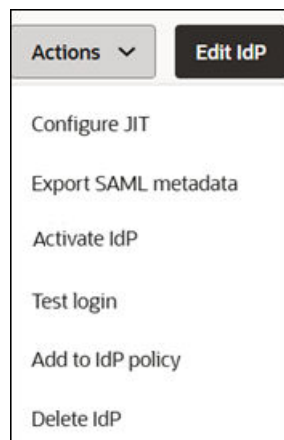 Actions
Edit IdP
Configure JIT
Export SAML metadata
Activate IdP
Test login
Add to IdP policy
Delete IdP